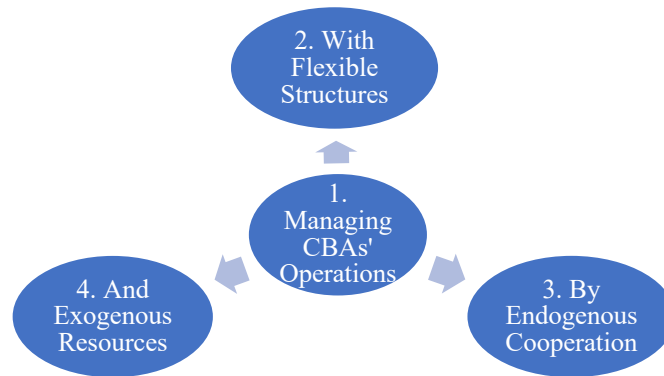 2. With
Flexible
Structures
1.
Managing
CBAs'
Operations
4. And
Exogenous
Resources
3. By
Endogenous
Cooperation